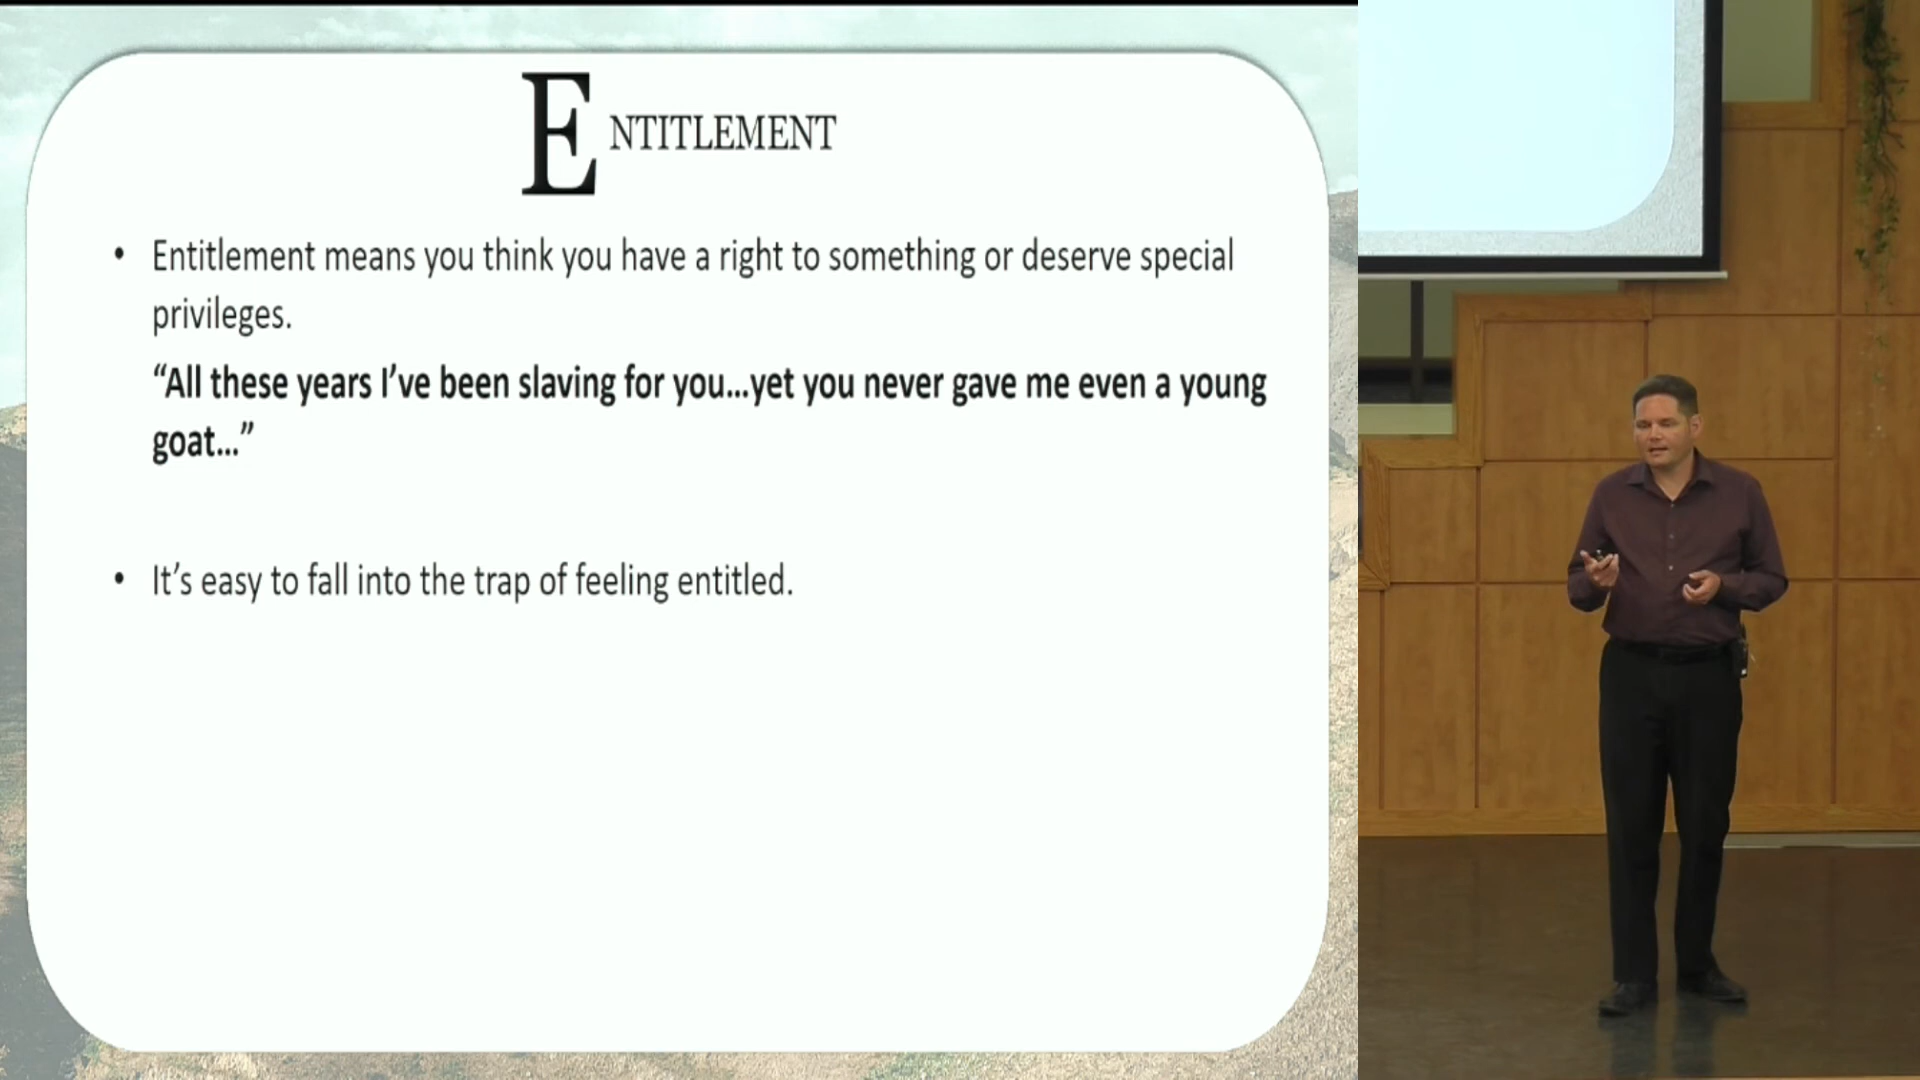 ENTITLEMENT
• Entitlement means you think you have a right to something or deserve special
privileges.
“All these years I’ve been slaving for you...yet you never gave me even a young
goat...”
• It’s easy to fall into the trap of feeling entitled.